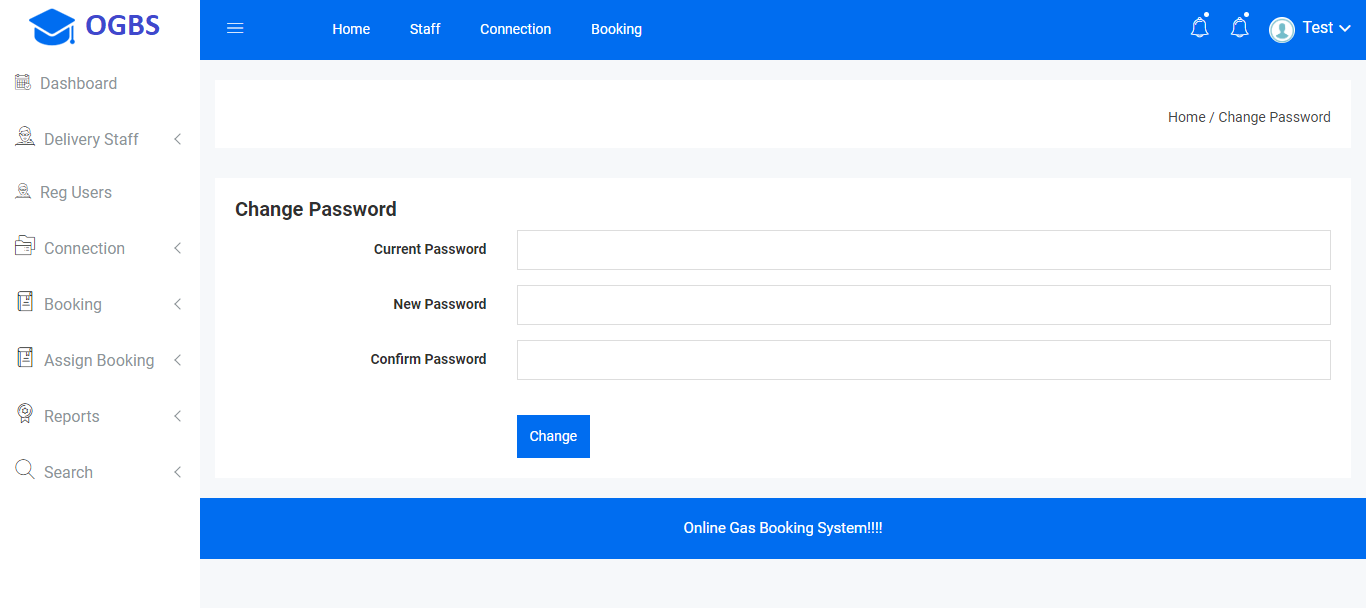 OGBS
Home Staff Connection Booking
Test
Dashboard
Delivery Staff
Reg Users
Connection
Booking
Assign Booking
Reports
Search
Home / Change Password
Change Password
Current Password
New Password
Confirm Password
Change
Online Gas Booking System!!!!